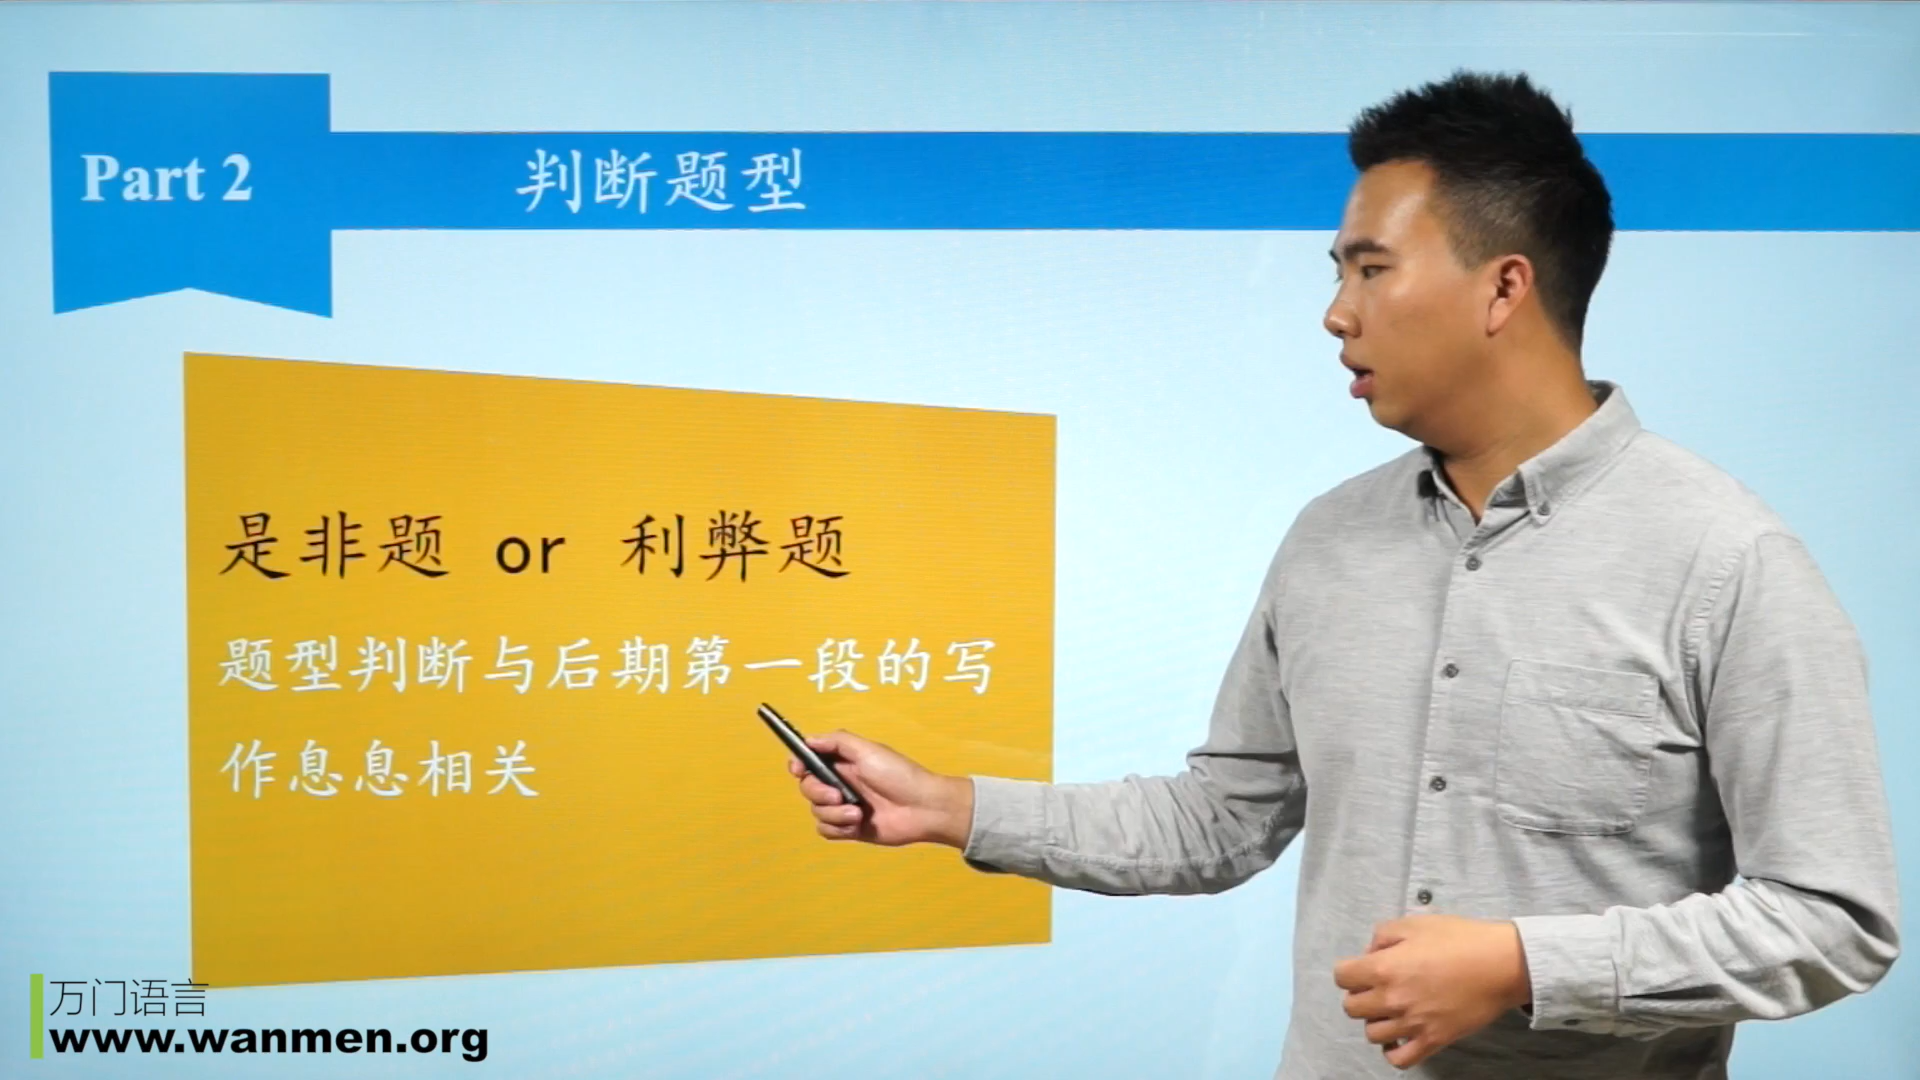 Part 2
判断题型
是非题 or 利弊题
题型判断与后期第一段的写
作息息相关
万门语言
www.wanmen.org